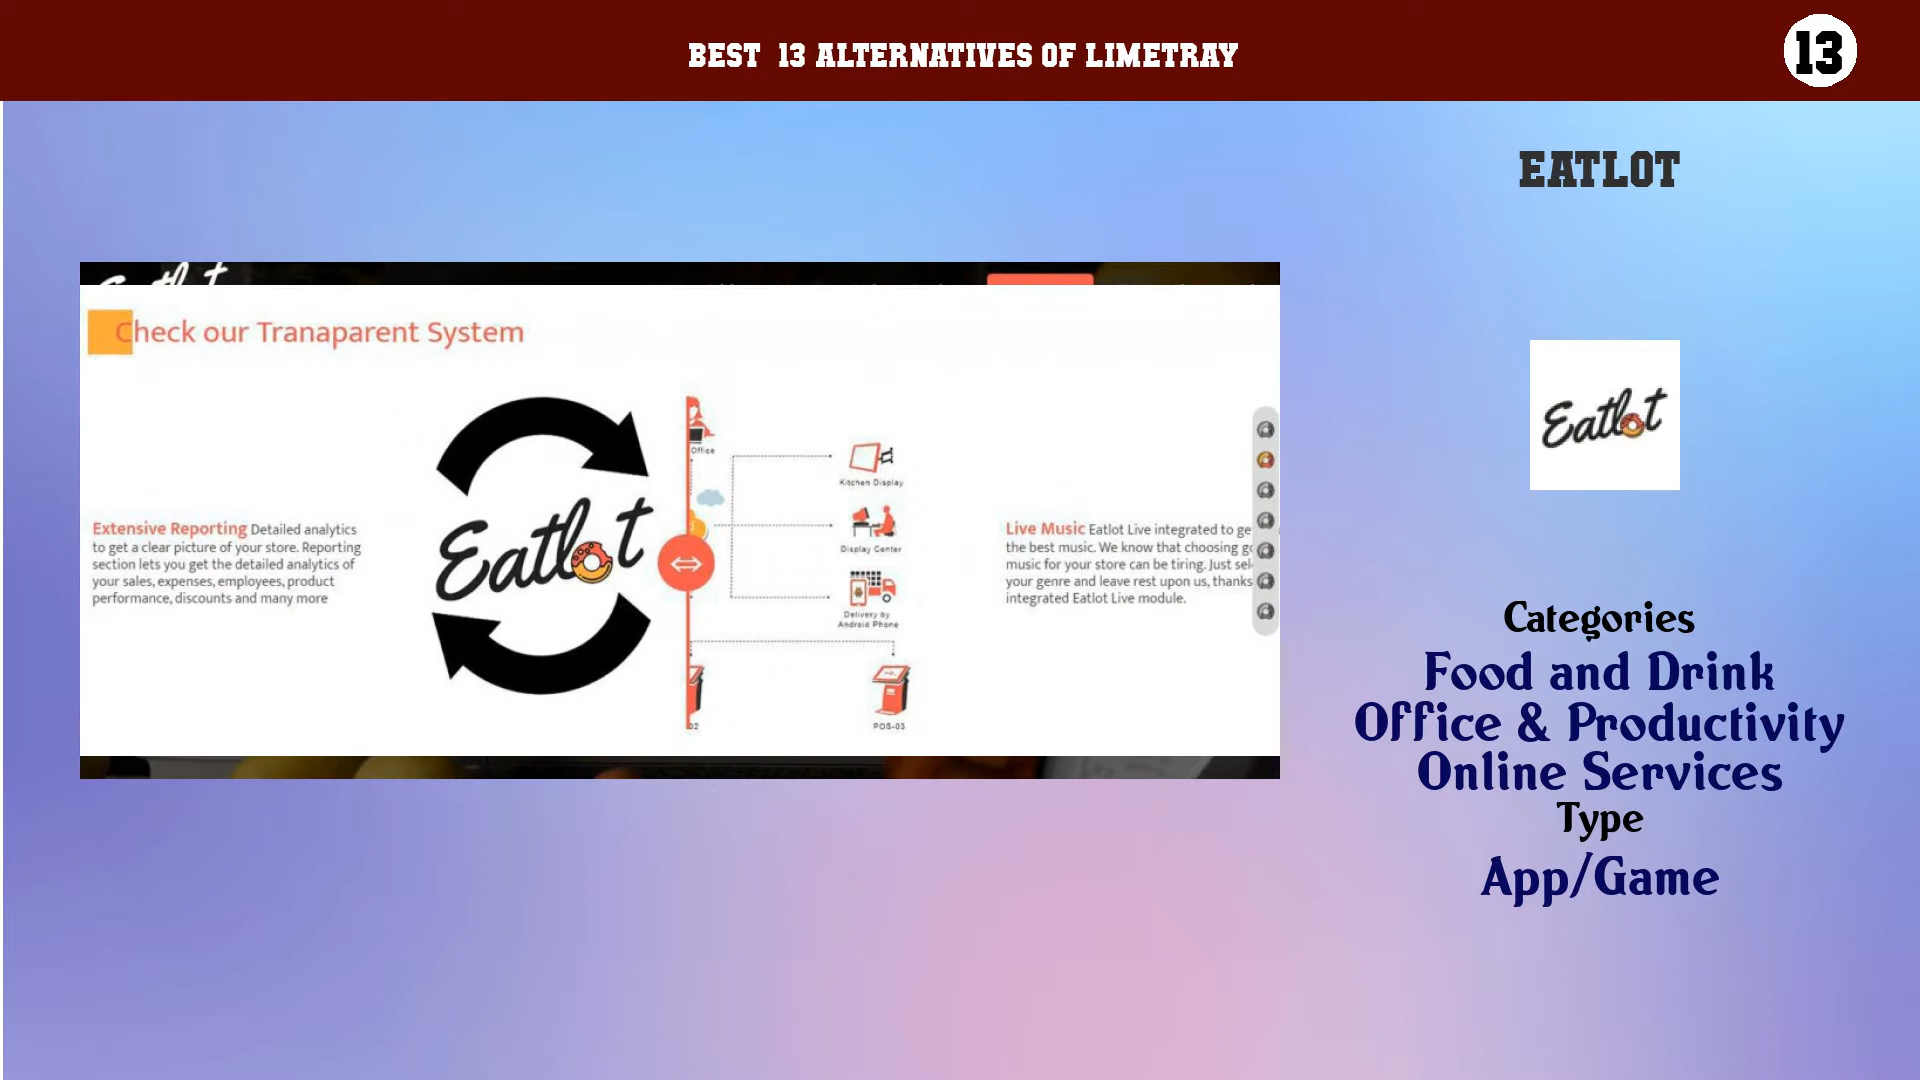 BEST 13 ALTERNATIVES OF LIMETRAY
13
EATLOT
Eatlot
Check our Tranaparent System
Office
Kitchen Display
Display Center
Delivery by
Android Phone
02
POS-03
Extensive Reporting Detailed analytics
to get a clear picture of your store. Reporting
section lets you get the detailed analytics of
your sales, expenses, employees, product
performance, discounts and many more
Eatlot
Live Music Eatlot Live integrated to ge
the best music. We know that choosing
music for your store can be tiring. Just sel
your genre and leave rest upon us, thanks
integrated Eatlot Live module.
Eatlot
Categories
Food and Drink
Office & Productivity
Online Services
Type
App/Game